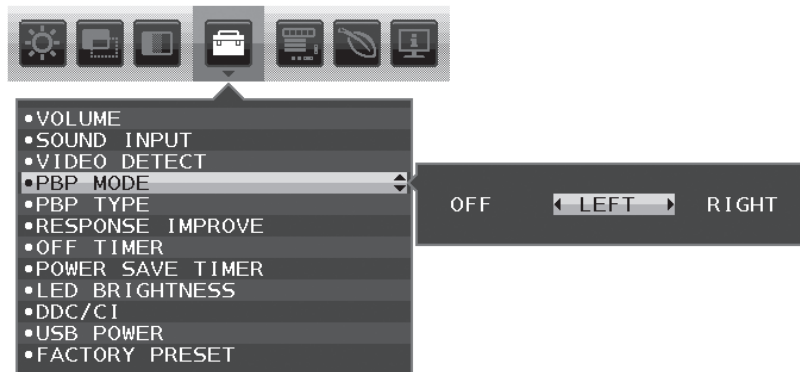 •VOLUME
•SOUND INPUT
•VIDEO DETECT
•PBP MODE
OFF LEFT RIGHT
•PBP TYPE
•RESPONSE IMPROVE
•OFF TIMER
•POWER SAVE TIMER
•LED BRIGHTNESS
•DDC/CI
•USB POWER
•FACTORY PRESET